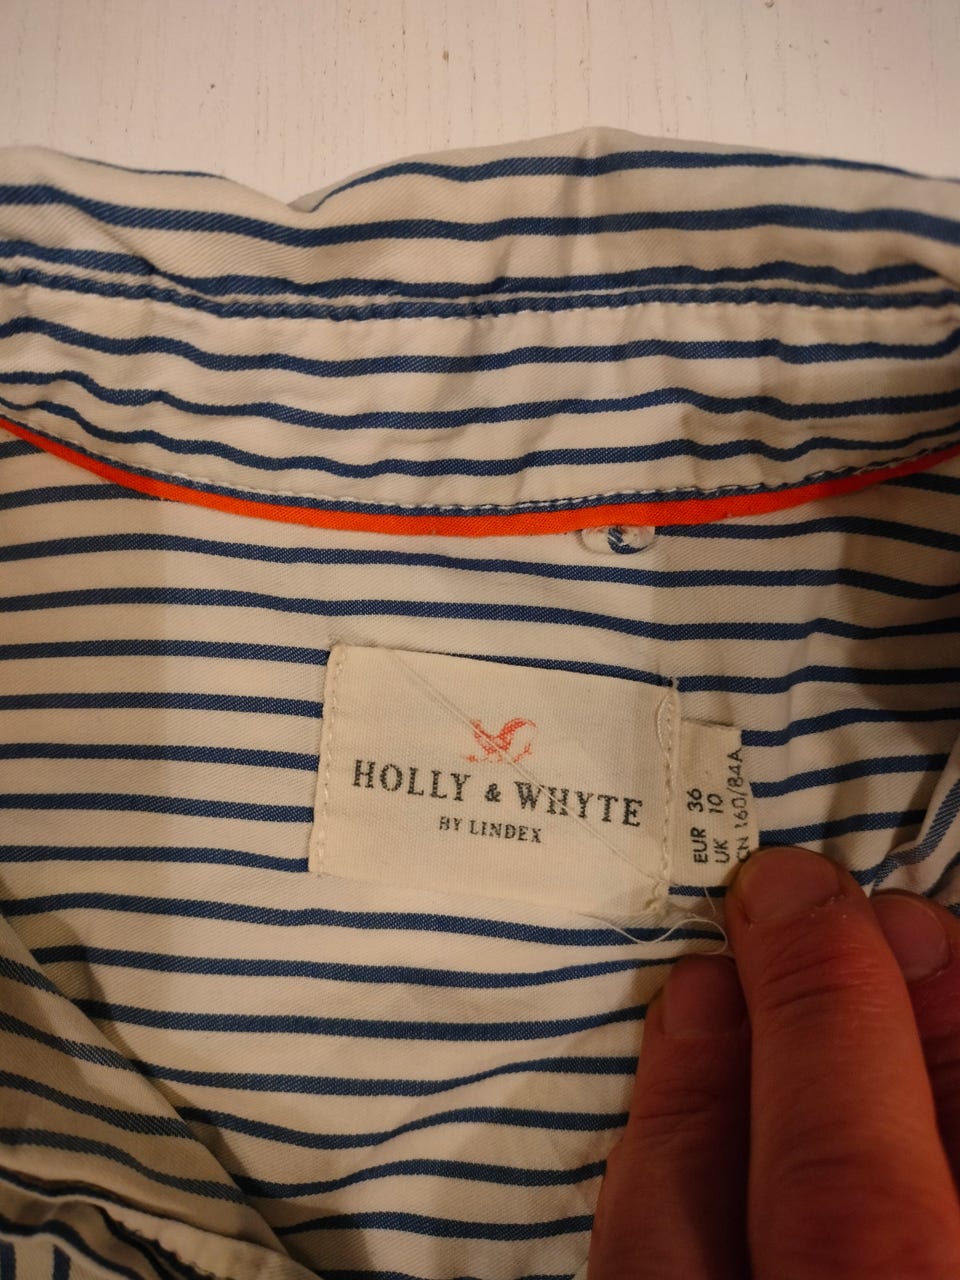 HOLLY & WHYTE
BY LINDEX
EUR 36
UK 10
CN 160/84A